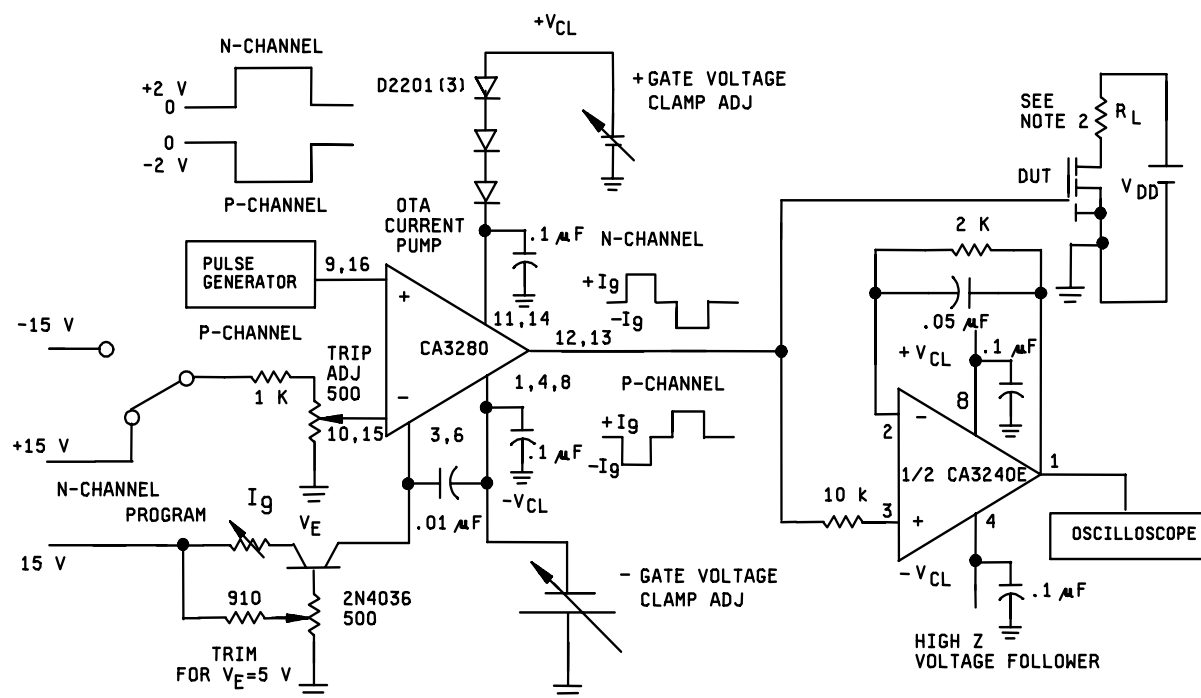 +V_CL
N-CHANNEL
+2 V
0
0
-2 V
P-CHANNEL
D2201(3)
+GATE VOLTAGE
CLAMP ADJ
SEE
NOTE 2
R_L
DUT
V_DD
OTA
CURRENT
PUMP
.1 µF
N-CHANNEL
+Ig
-Ig
2 K
.05 µF
PULSE
GENERATOR
9,16
+
11,14
12,13
CA3280
1,4,8
P-CHANNEL
-15 V
TRIP
ADJ
500
1 K
-
10,15
3,6
P-CHANNEL
+Ig
-Ig
.1 µF
+V_CL
.1 µF
8
2
-
1/2 CA3240E
1
+15 V
N-CHANNEL
PROGRAM
Ig
V_E
.01 µF
-V_CL
10 k
3
+
4
OSCILLOSCOPE
15 V
910
2N4036
500
- GATE VOLTAGE
CLAMP ADJ
-V_CL
.1 µF
TRIM
FOR V_E=5 V
HIGH Z
VOLTAGE FOLLOWER